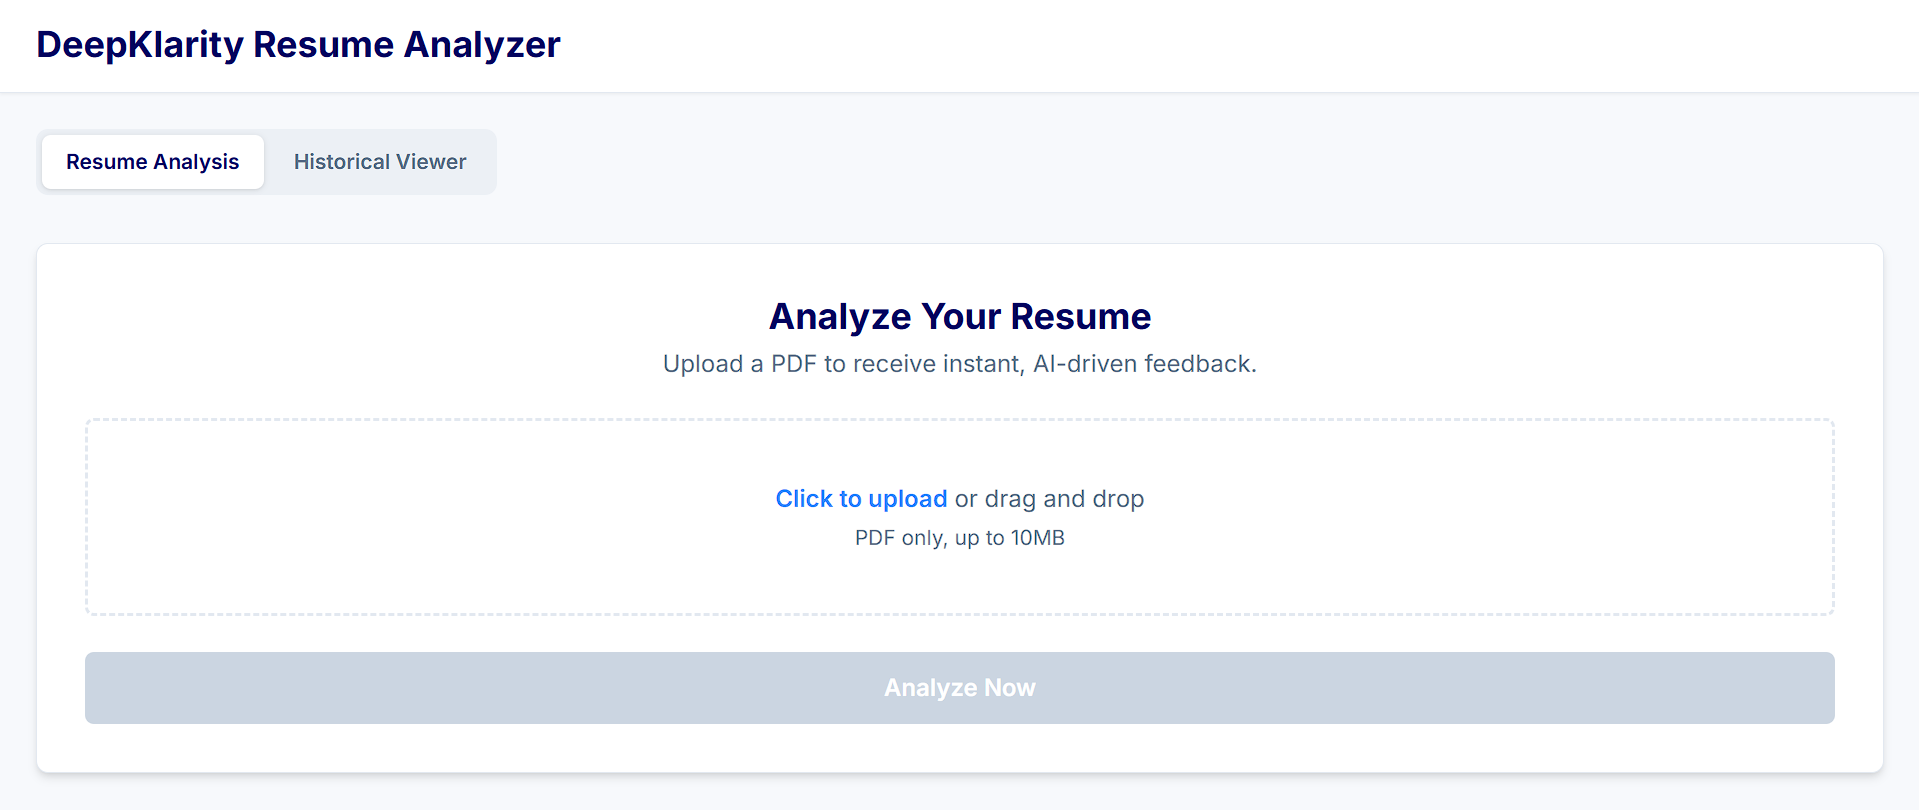 DeepKlarity Resume Analyzer
Resume Analysis
Historical Viewer
Analyze Your Resume
Upload a PDF to receive instant, AI-driven feedback.
Click to upload or drag and drop
PDF only, up to 10MB
Analyze Now